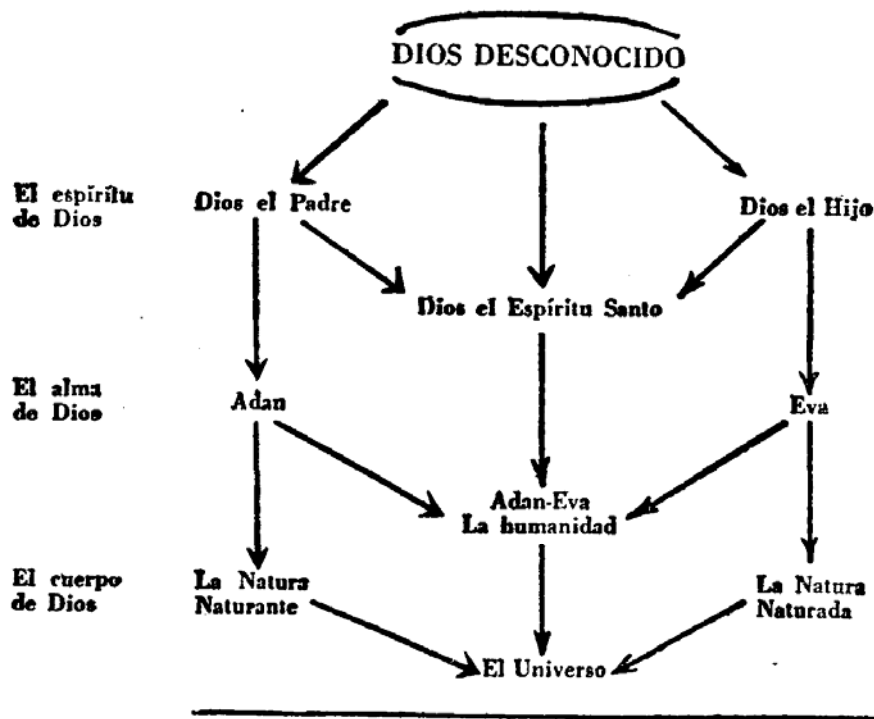 DIOS DESCONOCIDO
El espíritu
de Dios
Dios el Padre
Dios el Hijo
Dios el Espíritu Santo
El alma
de Dios
Adan
Eva
Adan-Eva
La humanidad
El cuerpo
de Dios
La Natura
Naturante
La Natura
Naturada
El Universo